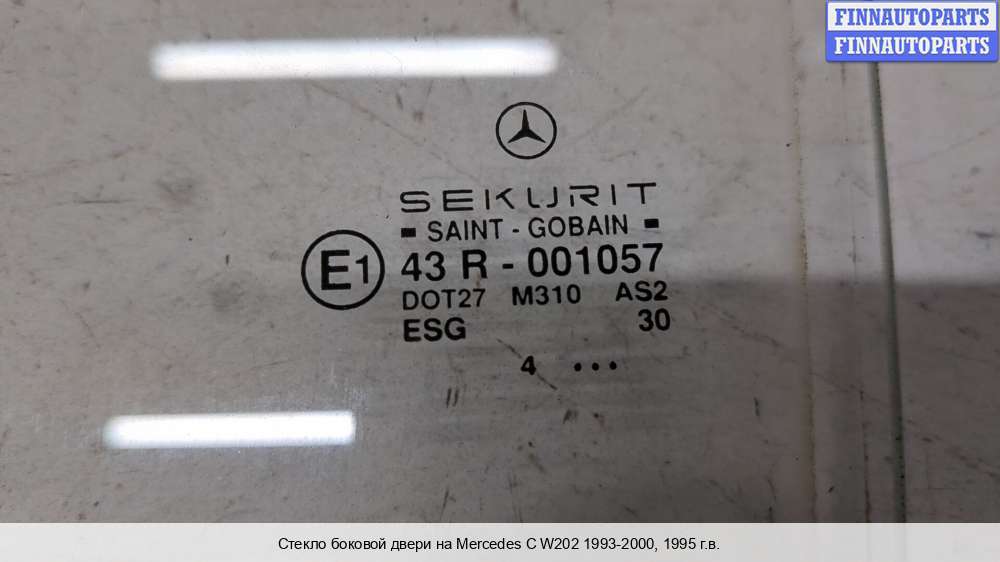 FINNAUTOPARTS
FINNAUTOPARTS
SEKURIT
SAINT - GOBAIN
E1
43 R - 001057
DOT27 M310 AS2
ESG 30
4 ...
Стекло боковой двери на Mercedes C W202 1993-2000, 1995 г.в.